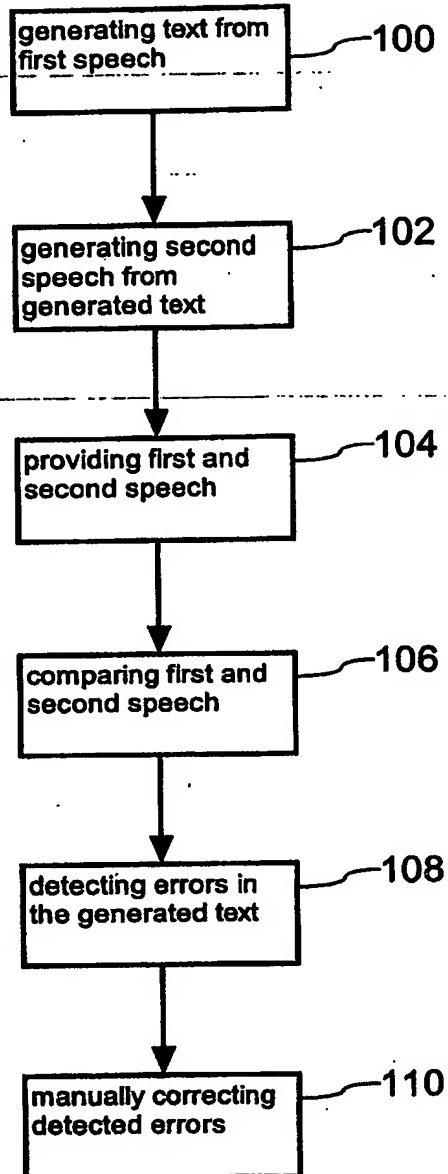 generating text from
first speech
100
generating second
speech from
generated text
102
providing first and
second speech
104
comparing first and
second speech
106
detecting errors in
the generated text
108
manually correcting
detected errors
110